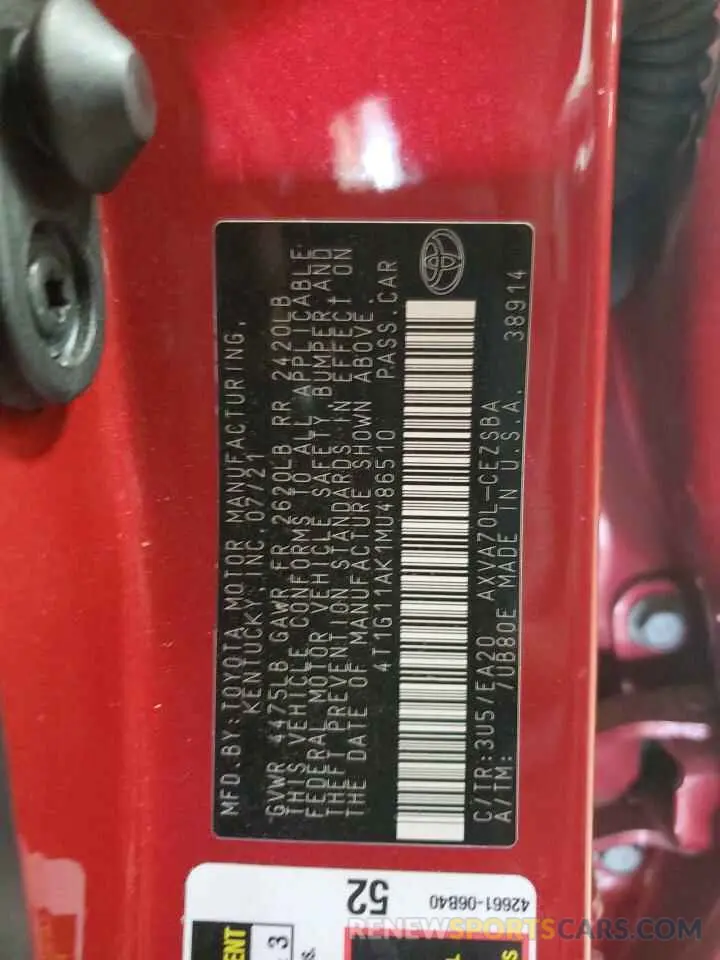 MFD.BY:TOYOTA MOTOR MANUFACTURING,
KENTUCKY,INC.07/21
GVWR 4475LB GAWR FR 2620LB RR 2420LB
THIS VEHICLE CONFORMS TO ALL APPLICABLE
FEDERAL MOTOR VEHICLE SAFETY, BUMPER,AND
THEFT PREVENTION STANDARDS IN EFFECT ON
THE DATE OF MANUFACTURE SHOWN ABOVE.
4T1G11AK1MU486510 PASS.CAR
C/TR:3U5/EA20 AXVA70L-CEZSBA
A/TM: 70B80E MADE IN U.S.A. 38914
52
42661-06B40
RENEWSPORTCARS.COM